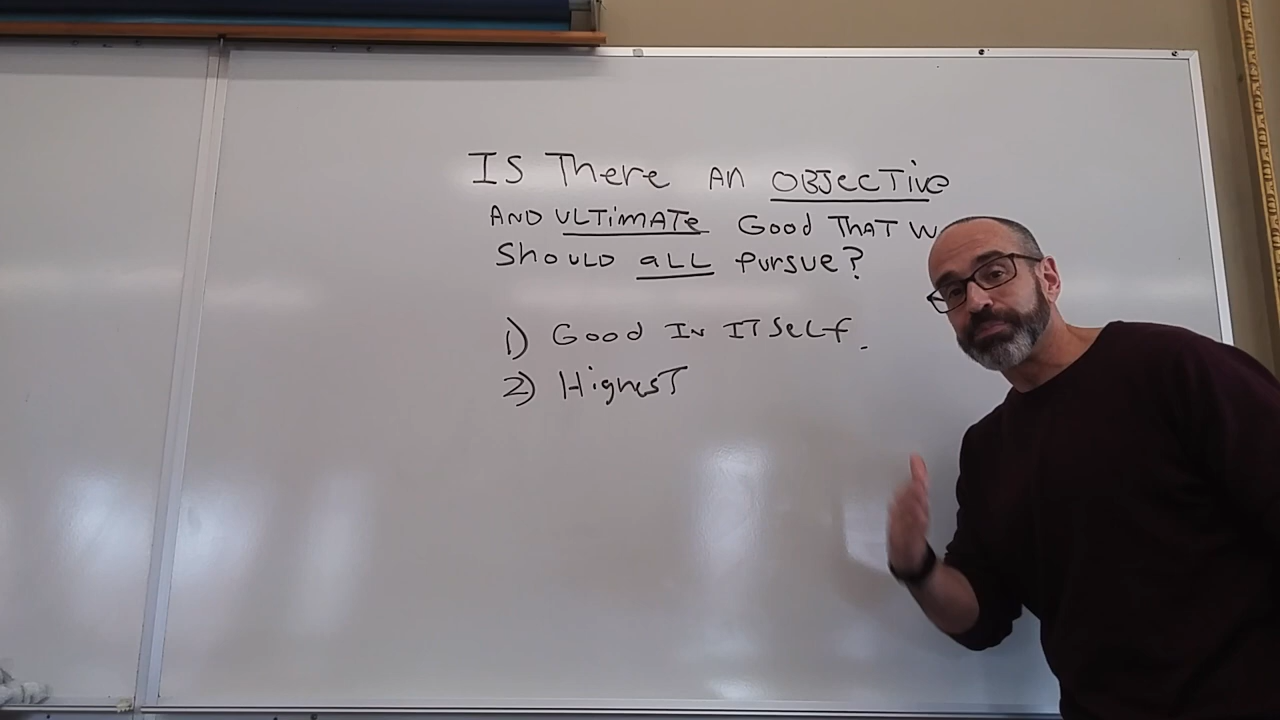 Is There An OBJecTive
AND ULTimATe Good THAT W
SHOULD aLL Pursue?
1) Good In ITSeLf.
2) HigHesT